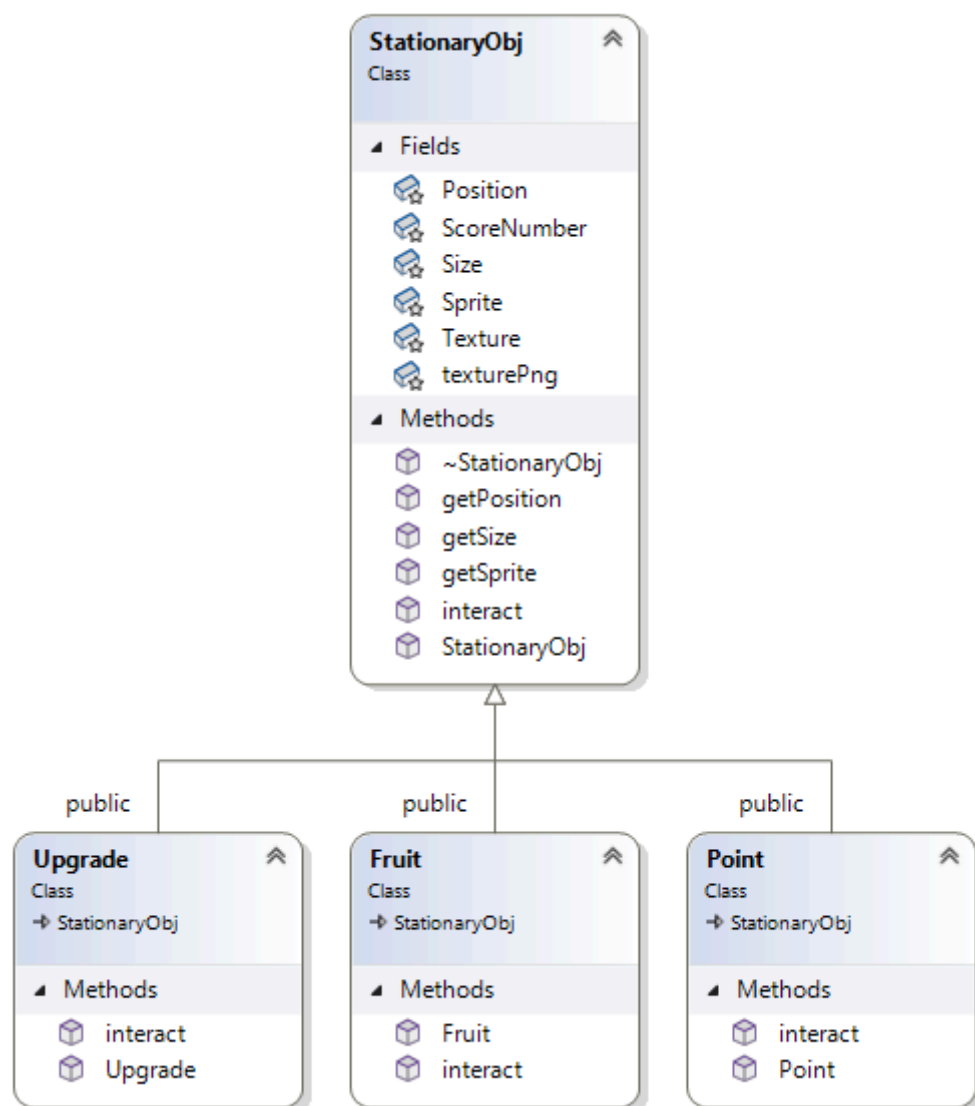 StationaryObj
Class
Fields
Position
ScoreNumber
Size
Sprite
Texture
texturePng
Methods
~StationaryObj
getPosition
getSize
getSprite
interact
StationaryObj
public
public
public
Upgrade
Class
StationaryObj
Methods
interact
Upgrade
Fruit
Class
StationaryObj
Methods
Fruit
interact
Point
Class
StationaryObj
Methods
interact
Point